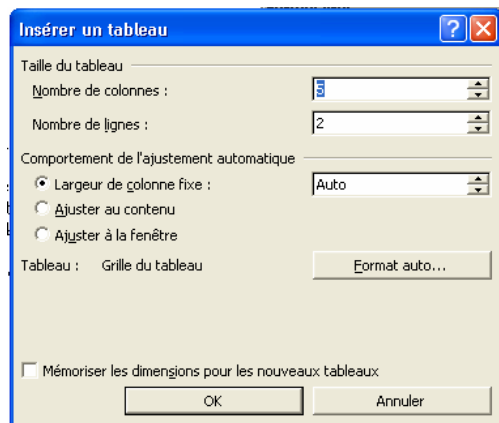 Insérer un tableau
Taille du tableau
Nombre de colonnes : 5
Nombre de lignes : 2
Comportement de l'ajustement automatique
Largeur de colonne fixe : Auto
Ajuster au contenu
Ajuster à la fenêtre
Tableau : Grille du tableau Format auto...
Mémoriser les dimensions pour les nouveaux tableaux
OK Annuler